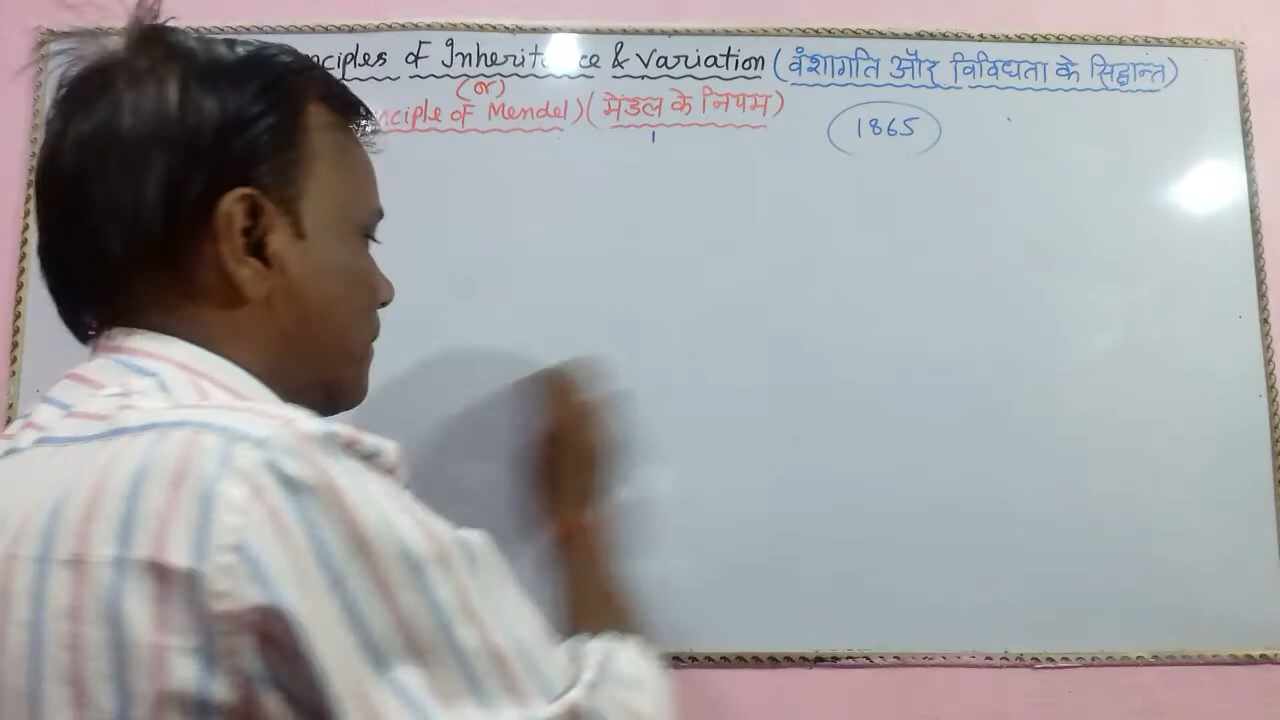 nciples of Inheritance & Variation (वंशागति और विविधता के सिद्धान्त)
(or)
nciple of Mendel) (मेंडल के नियम)
1865